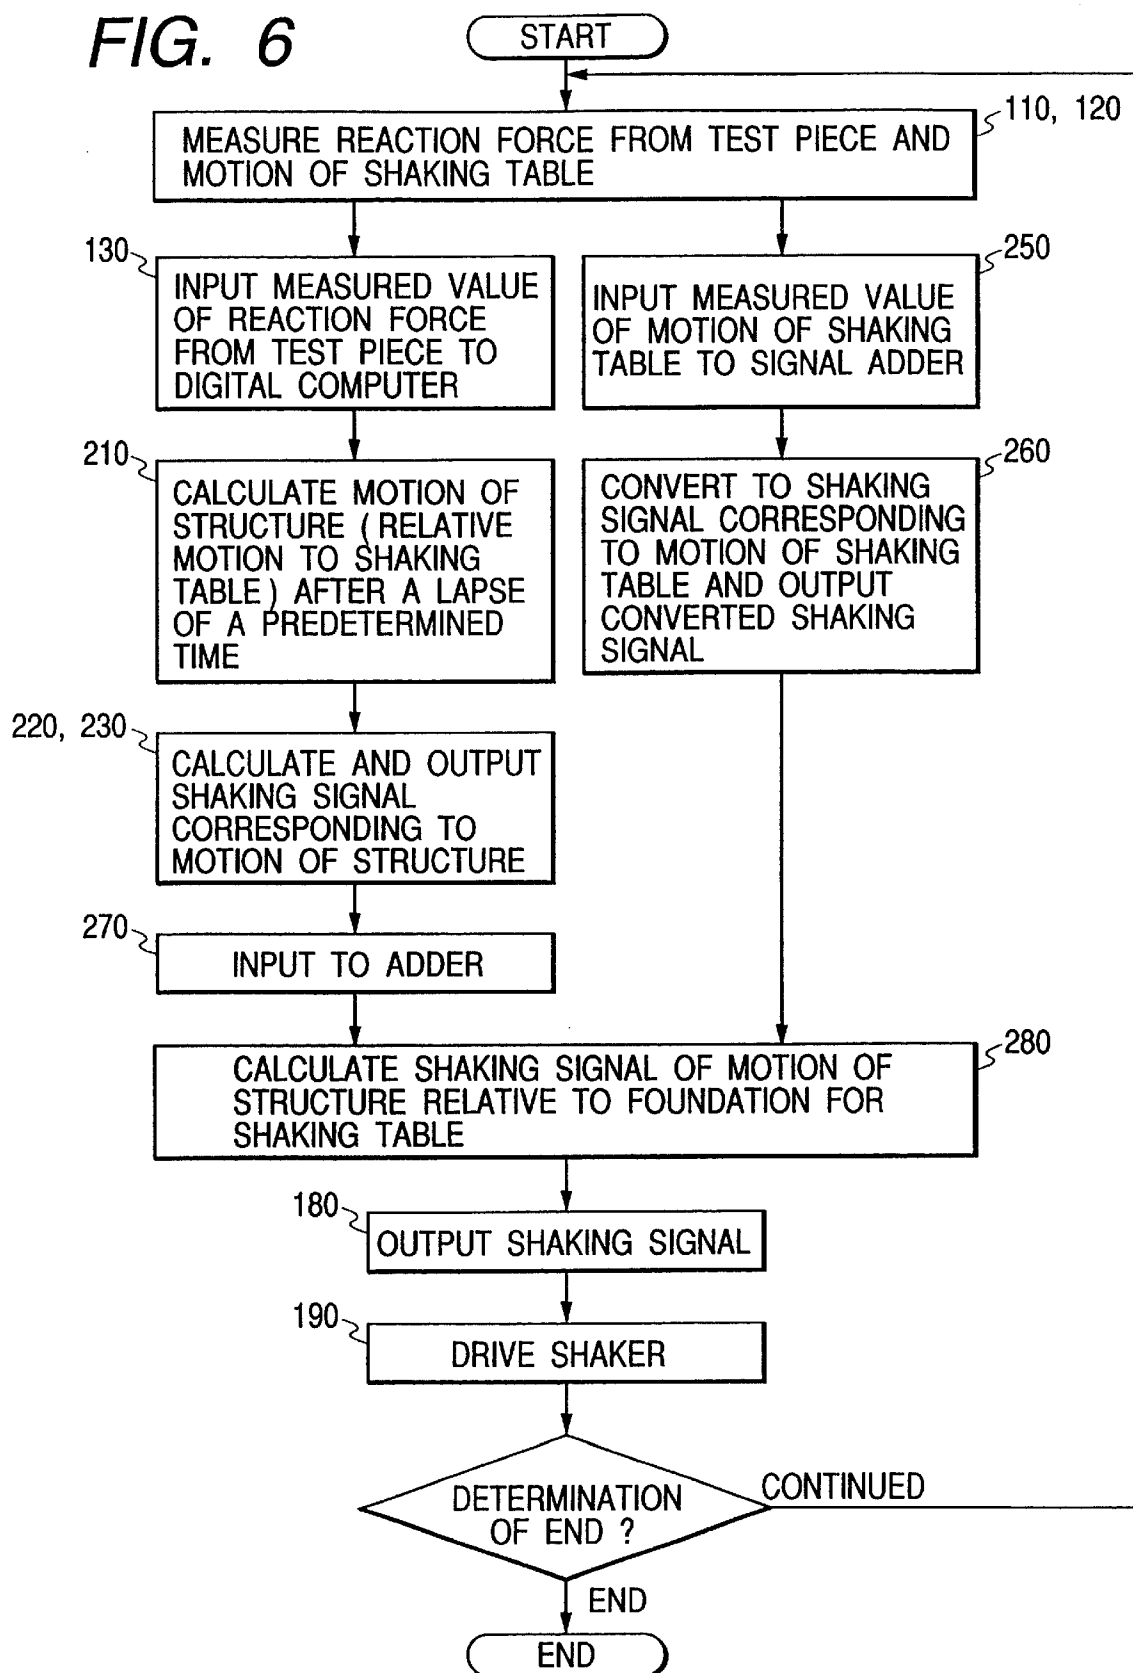 FIG. 6
START
110, 120
MEASURE REACTION FORCE FROM TEST PIECE AND
MOTION OF SHAKING TABLE
130
INPUT MEASURED VALUE
OF REACTION FORCE
FROM TEST PIECE TO
DIGITAL COMPUTER
250
INPUT MEASURED VALUE
OF MOTION OF SHAKING
TABLE TO SIGNAL ADDER
210
CALCULATE MOTION OF
STRUCTURE (RELATIVE
MOTION TO SHAKING
TABLE) AFTER A LAPSE
OF A PREDETERMINED
TIME
260
CONVERT TO SHAKING
SIGNAL CORRESPONDING
TO MOTION OF SHAKING
TABLE AND OUTPUT
CONVERTED SHAKING
SIGNAL
220, 230
CALCULATE AND OUTPUT
SHAKING SIGNAL
CORRESPONDING TO
MOTION OF STRUCTURE
270
INPUT TO ADDER
280
CALCULATE SHAKING SIGNAL OF MOTION OF
STRUCTURE RELATIVE TO FOUNDATION FOR
SHAKING TABLE
180
OUTPUT SHAKING SIGNAL
190
DRIVE SHAKER
DETERMINATION
OF END ?
CONTINUED
END
END